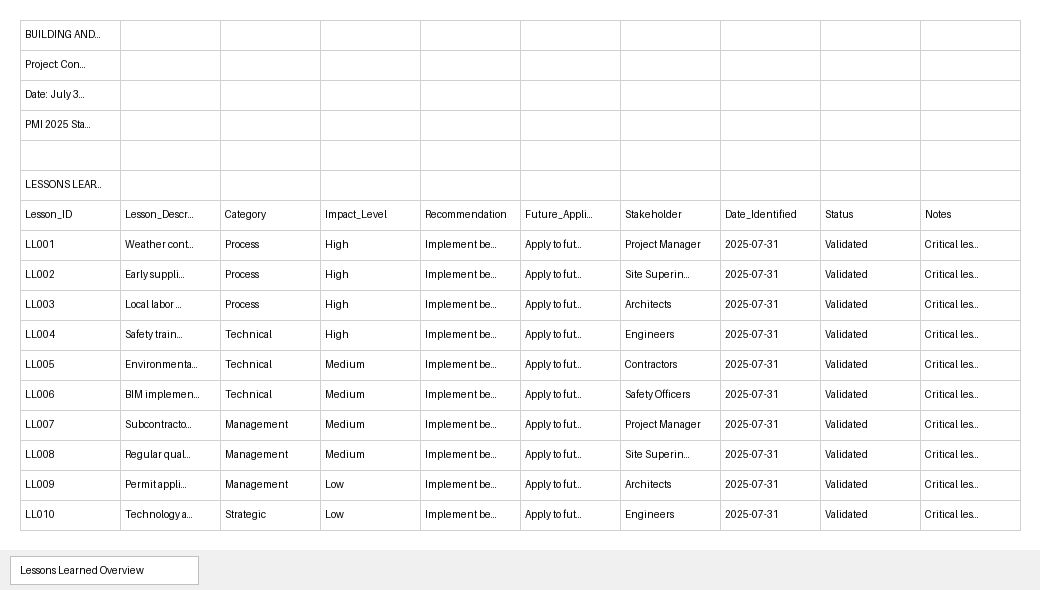 BUILDING AND...
Project: Con...
Date: July 3...
PMI 2025 Sta...
LESSONS LEAR...
Lesson_ID Lesson_Descr... Category Impact_Level Recommendation Future_Appli... Stakeholder Date_Identified Status Notes
LL001 Weather cont... Process High Implement be... Apply to fut... Project Manager 2025-07-31 Validated Critical les...
LL002 Early suppli... Process High Implement be... Apply to fut... Site Superin... 2025-07-31 Validated Critical les...
LL003 Local labor ... Process High Implement be... Apply to fut... Architects 2025-07-31 Validated Critical les...
LL004 Safety train... Technical High Implement be... Apply to fut... Engineers 2025-07-31 Validated Critical les...
LL005 Environmenta... Technical Medium Implement be... Apply to fut... Contractors 2025-07-31 Validated Critical les...
LL006 BIM implemen... Technical Medium Implement be... Apply to fut... Safety Officers 2025-07-31 Validated Critical les...
LL007 Subcontracto... Management Medium Implement be... Apply to fut... Project Manager 2025-07-31 Validated Critical les...
LL008 Regular qual... Management Medium Implement be... Apply to fut... Site Superin... 2025-07-31 Validated Critical les...
LL009 Permit appli... Management Low Implement be... Apply to fut... Architects 2025-07-31 Validated Critical les...
LL010 Technology a... Strategic Low Implement be... Apply to fut... Engineers 2025-07-31 Validated Critical les...
Lessons Learned Overview